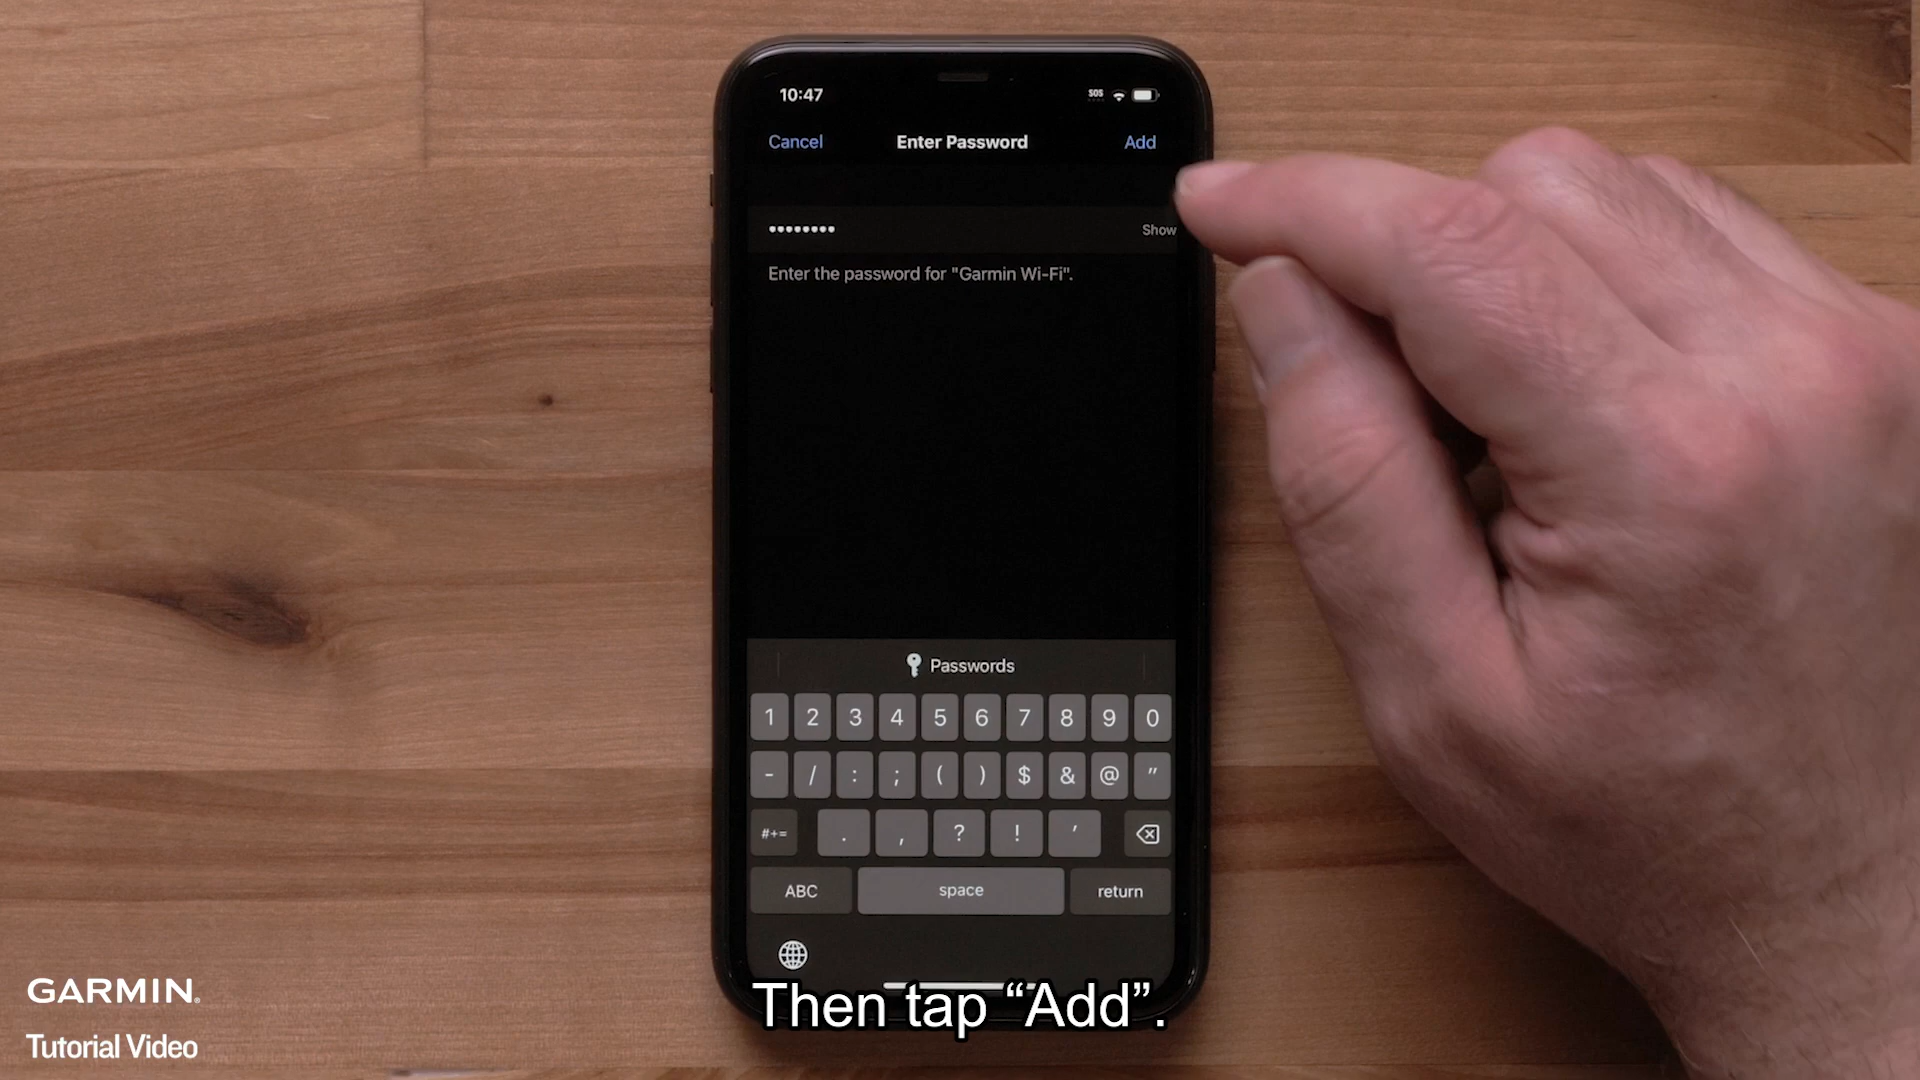 10:47
SOS
Cancel
Enter Password
Add
••••••••
Show
Enter the password for "Garmin Wi-Fi".
Passwords
1 2 3 4 5 6 7 8 9 0
- / : ; ( ) $ & @ "
#+= . , ? ! '
ABC space return
Then tap “Add”.
GARMIN®
Tutorial Video